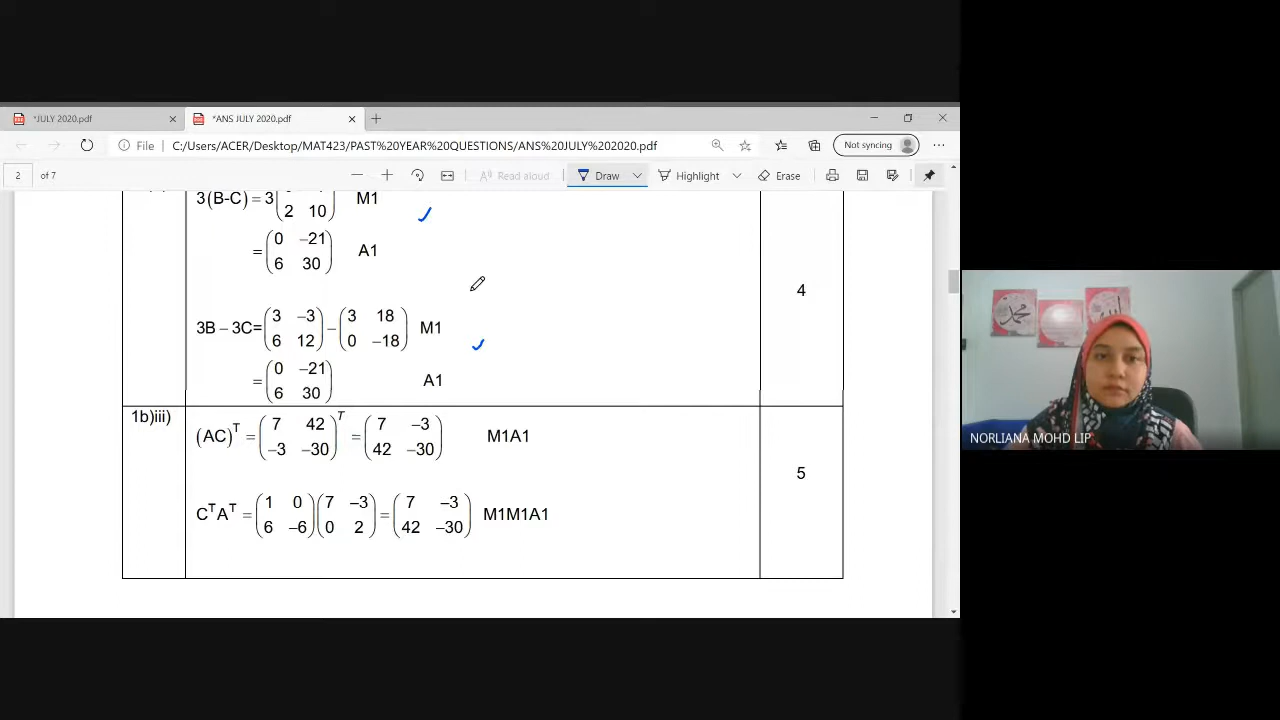 *JULY 2020.pdf
*ANS JULY 2020.pdf
File C:/Users/ACER/Desktop/MAT423/PAST%20YEAR%20QUESTIONS/ANS%20JULY%202020.pdf Not syncing
2 of 7 Read aloud Draw Highlight Erase
3(B-C) = 3
2 10 M1
= (0 −21
6 30) A1
4
3B − 3C= (3 −3
6 12) − (3 18
0 −18) M1
= (0 −21
6 30) A1
1b)iii)
(AC)ᵀ = (7 42
−3 −30)ᵀ = (7 −3
42 −30) M1A1
5
CᵀAᵀ = (1 0
6 −6)(7 −3
0 2) = (7 −3
42 −30) M1M1A1
محمد
الله
NORLIANA MOHD LIP